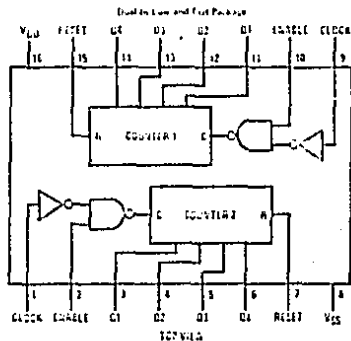 Dual-In-Line and Flat Package
VDD RESET Q4 Q3 Q2 Q1 ENABLE CLOCK
16 15 14 13 12 11 10 9
R COUNTER 1 C
C COUNTER 2 R
1 2 3 4 5 6 7 8
CLOCK ENABLE Q1 Q2 Q3 Q4 RESET VSS
TOP VIEW